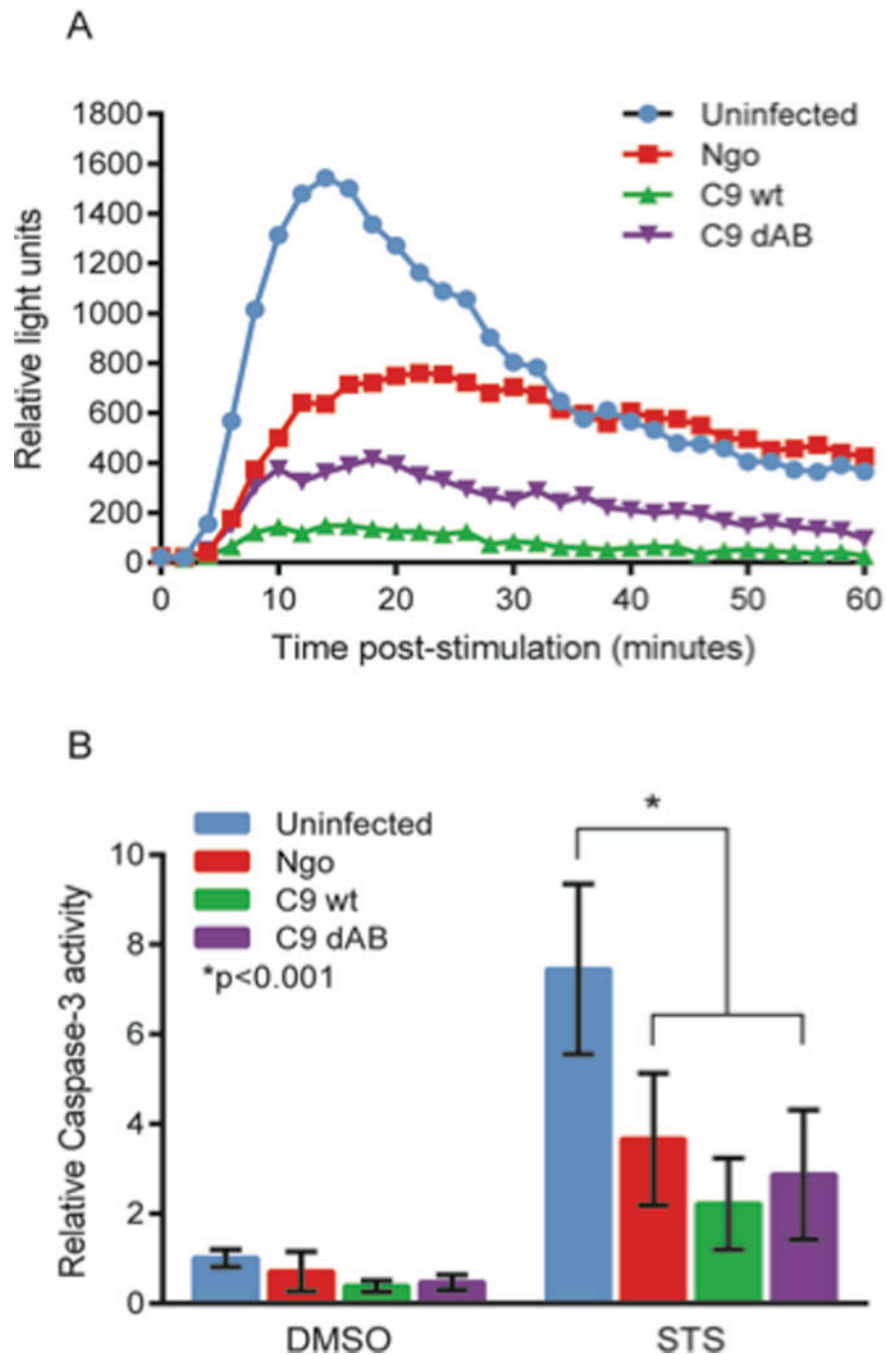 A
Relative light units
1800
1600
1400
1200
1000
800
600
400
200
0
0 10 20 30 40 50 60
Time post-stimulation (minutes)
Uninfected
Ngo
C9 wt
C9 dAB
B
Relative Caspase-3 activity
10
8
6
4
2
0
Uninfected
Ngo
C9 wt
C9 dAB
*p<0.001
*
DMSO STS